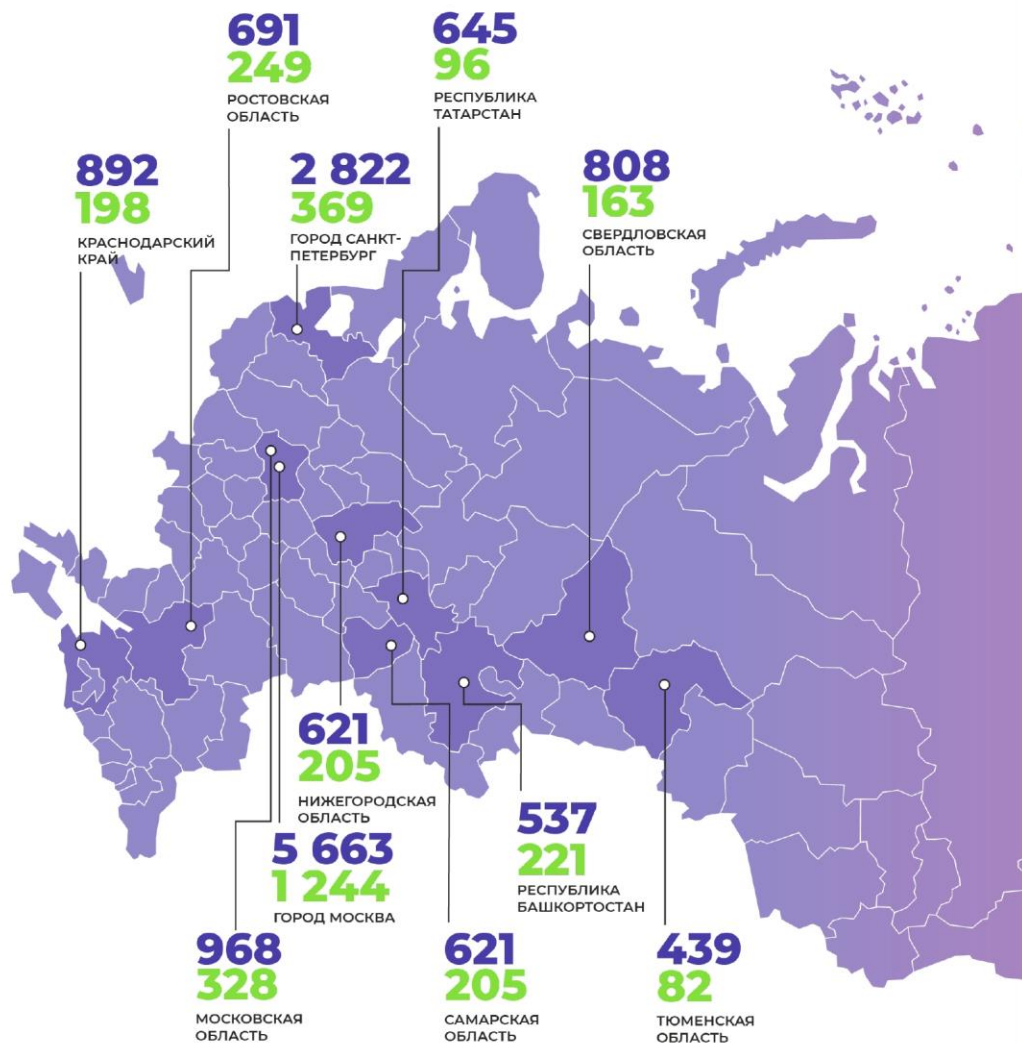 691
249
РОСТОВСКАЯ
ОБЛАСТЬ
645
96
РЕСПУБЛИКА
ТАТАРСТАН
892
198
КРАСНОДАРСКИЙ
КРАЙ
2 822
369
ГОРОД САНКТ-
ПЕТЕРБУРГ
808
163
СВЕРДЛОВСКАЯ
ОБЛАСТЬ
621
205
НИЖЕГОРОДСКАЯ
ОБЛАСТЬ
5 663
1 244
ГОРОД МОСКВА
537
221
РЕСПУБЛИКА
БАШКОРТОСТАН
968
328
МОСКОВСКАЯ
ОБЛАСТЬ
621
205
САМАРСКАЯ
ОБЛАСТЬ
439
82
ТЮМЕНСКАЯ
ОБЛАСТЬ